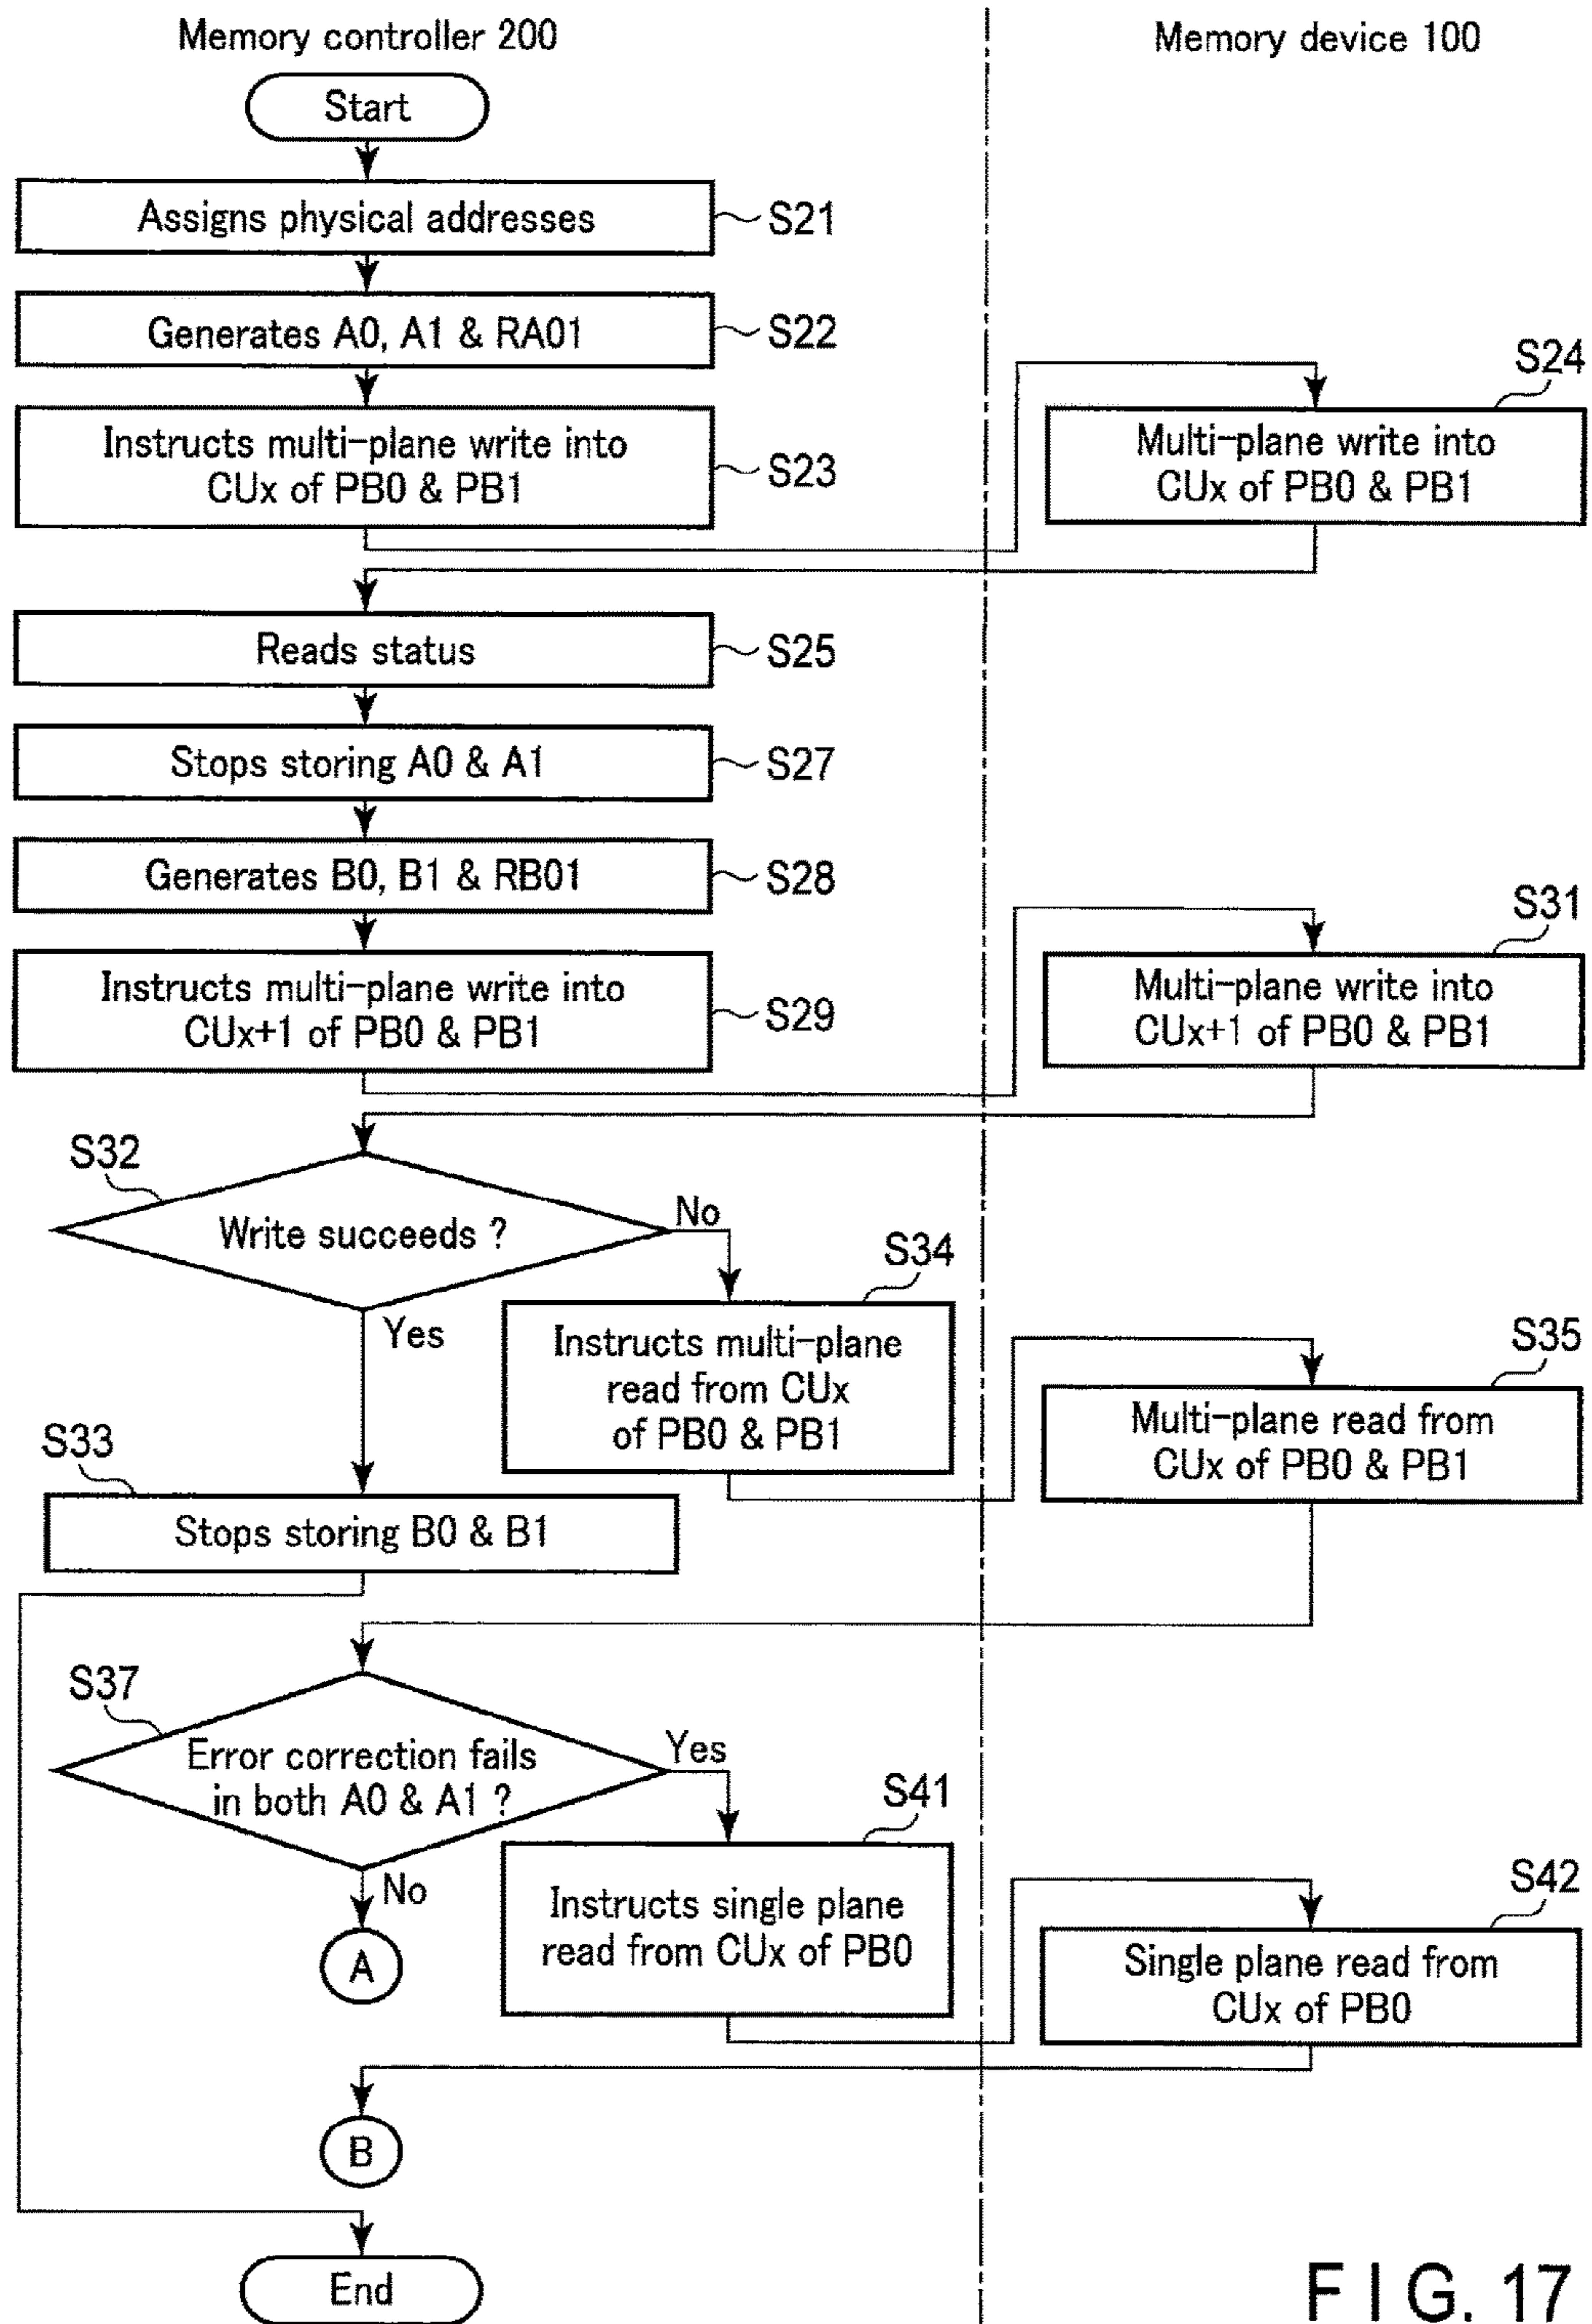 Memory controller 200
Memory device 100
Start
Assigns physical addresses
S21
Generates A0, A1 & RA01
S22
Instructs multi-plane write into
CUx of PB0 & PB1
S23
S24
Multi-plane write into
CUx of PB0 & PB1
Reads status
S25
Stops storing A0 & A1
S27
Generates B0, B1 & RB01
S28
Instructs multi-plane write into
CUx+1 of PB0 & PB1
S29
S31
Multi-plane write into
CUx+1 of PB0 & PB1
S32
Write succeeds ?
No
Yes
S34
Instructs multi-plane
read from CUx
of PB0 & PB1
S35
Multi-plane read from
CUx of PB0 & PB1
S33
Stops storing B0 & B1
S37
Error correction fails
in both A0 & A1 ?
Yes
No
A
S41
Instructs single plane
read from CUx of PB0
S42
Single plane read from
CUx of PB0
B
End
FIG. 17